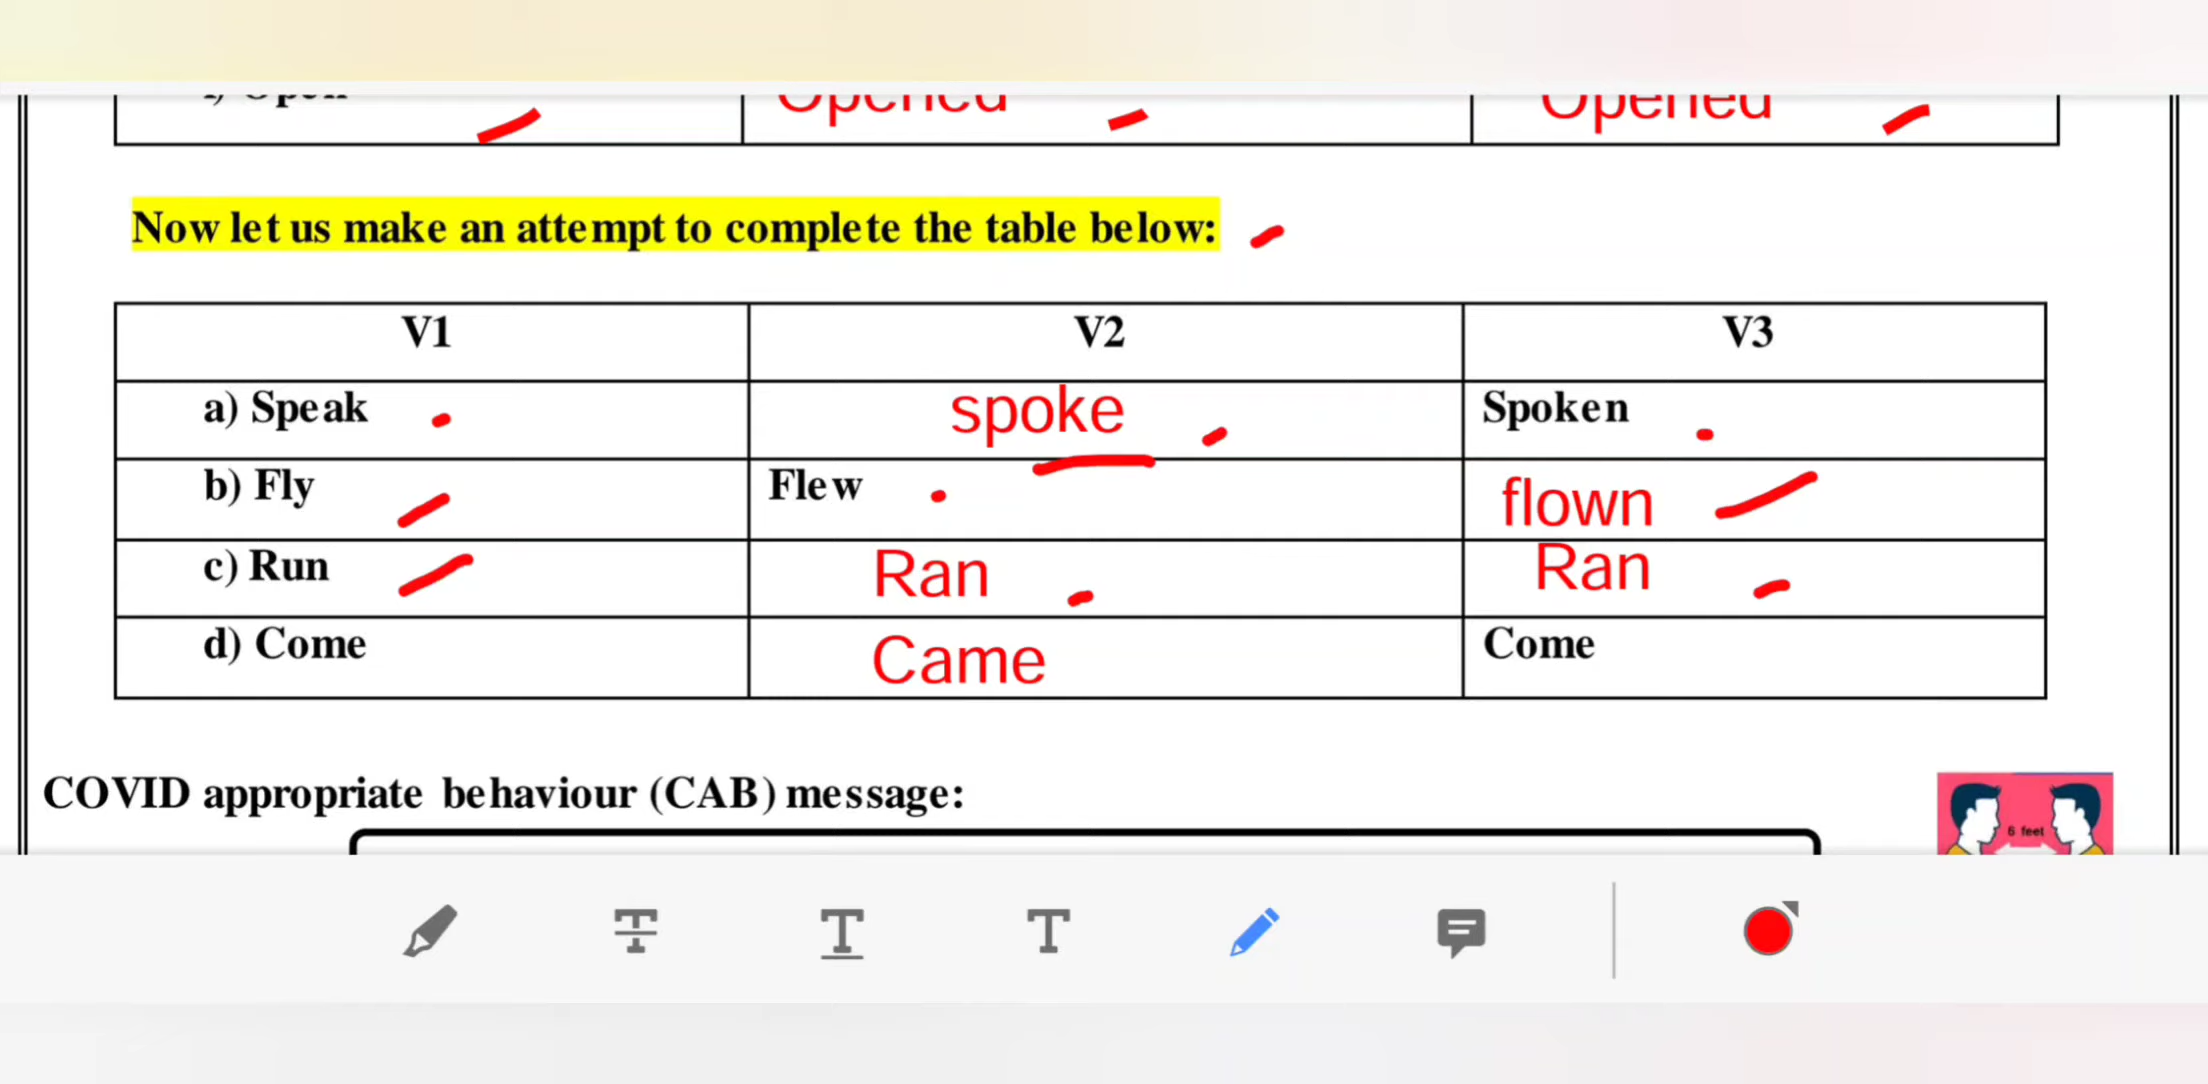 f) Open Opened Opened
Now let us make an attempt to complete the table below:
V1 V2 V3
a) Speak spoke Spoken
b) Fly Flew flown
c) Run Ran Ran
d) Come Came Come
COVID appropriate behaviour (CAB) message:
6 feet